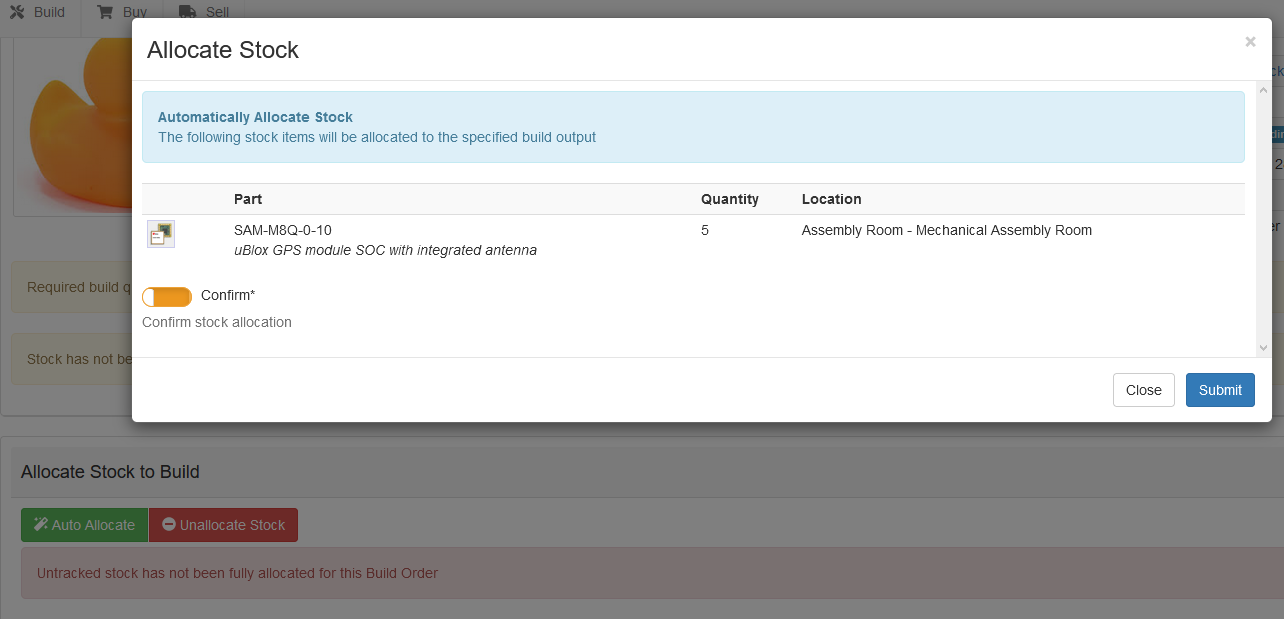 Build
Buy
Sell
Allocate Stock
×
Automatically Allocate Stock
The following stock items will be allocated to the specified build output
Part Quantity Location
SAM-M8Q-0-10 5 Assembly Room - Mechanical Assembly Room
uBlox GPS module SOC with integrated antenna
Confirm*
Confirm stock allocation
Close
Submit
Required build
Stock has not
Allocate Stock to Build
Auto Allocate
Unallocate Stock
Untracked stock has not been fully allocated for this Build Order